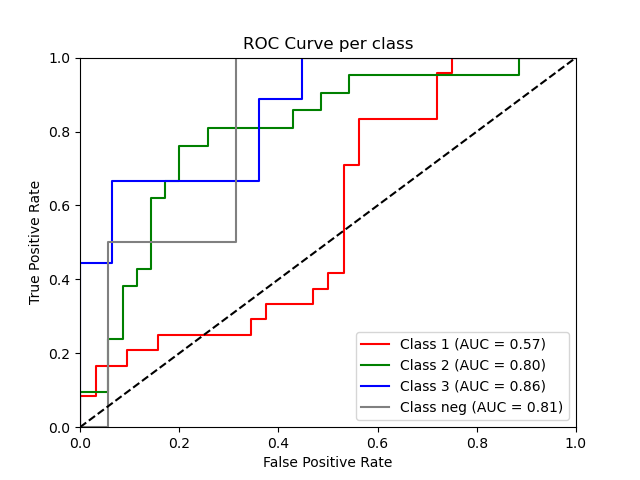 ROC Curve per class
True Positive Rate
1.0
0.8
0.6
0.4
0.2
0.0
0.0 0.2 0.4 0.6 0.8 1.0
False Positive Rate
Class 1 (AUC = 0.57)
Class 2 (AUC = 0.80)
Class 3 (AUC = 0.86)
Class neg (AUC = 0.81)